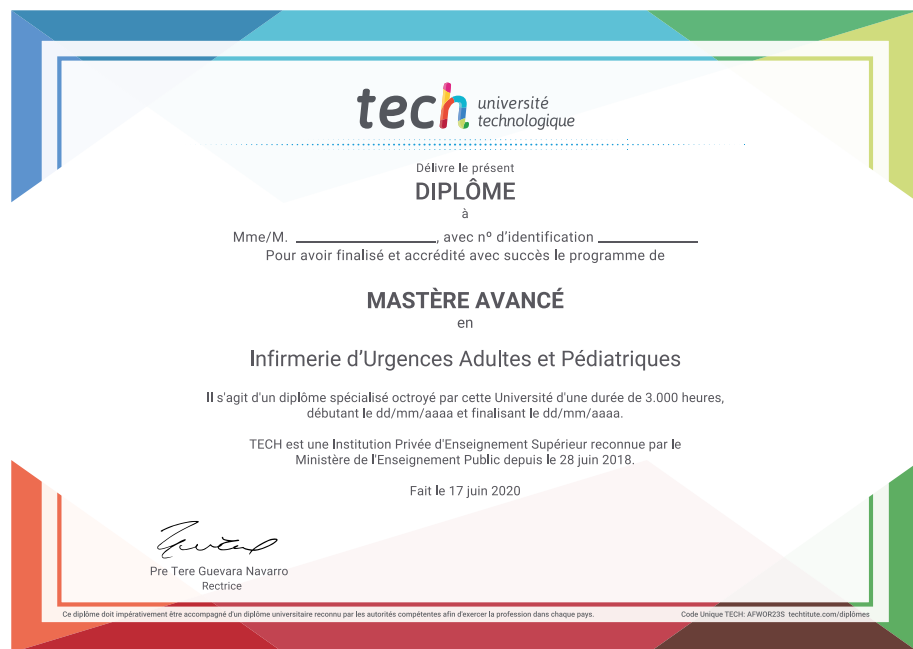 tech université
technologique
Délivre le présent
DIPLÔME
à
Mme/M. ____________, avec nº d'identification ____________
Pour avoir finalisé et accrédité avec succès le programme de
MASTÈRE AVANCÉ
en
Infirmerie d'Urgences Adultes et Pédiatriques
Il s'agit d'un diplôme spécialisé octroyé par cette Université d'une durée de 3.000 heures,
débutant le dd/mm/aaaa et finalisant le dd/mm/aaaa.
TECH est une Institution Privée d'Enseignement Supérieur reconnue par le
Ministère de l'Enseignement Public depuis le 28 juin 2018.
Fait le 17 juin 2020
Pre Tere Guevara Navarro
Rectrice
Ce diplôme doit impérativement être accompagné d'un diplôme universitaire reconnu par les autorités compétentes afin d'exercer la profession dans chaque pays. Code Unique TECH: AFWOR23S techtitute.com/diplômes